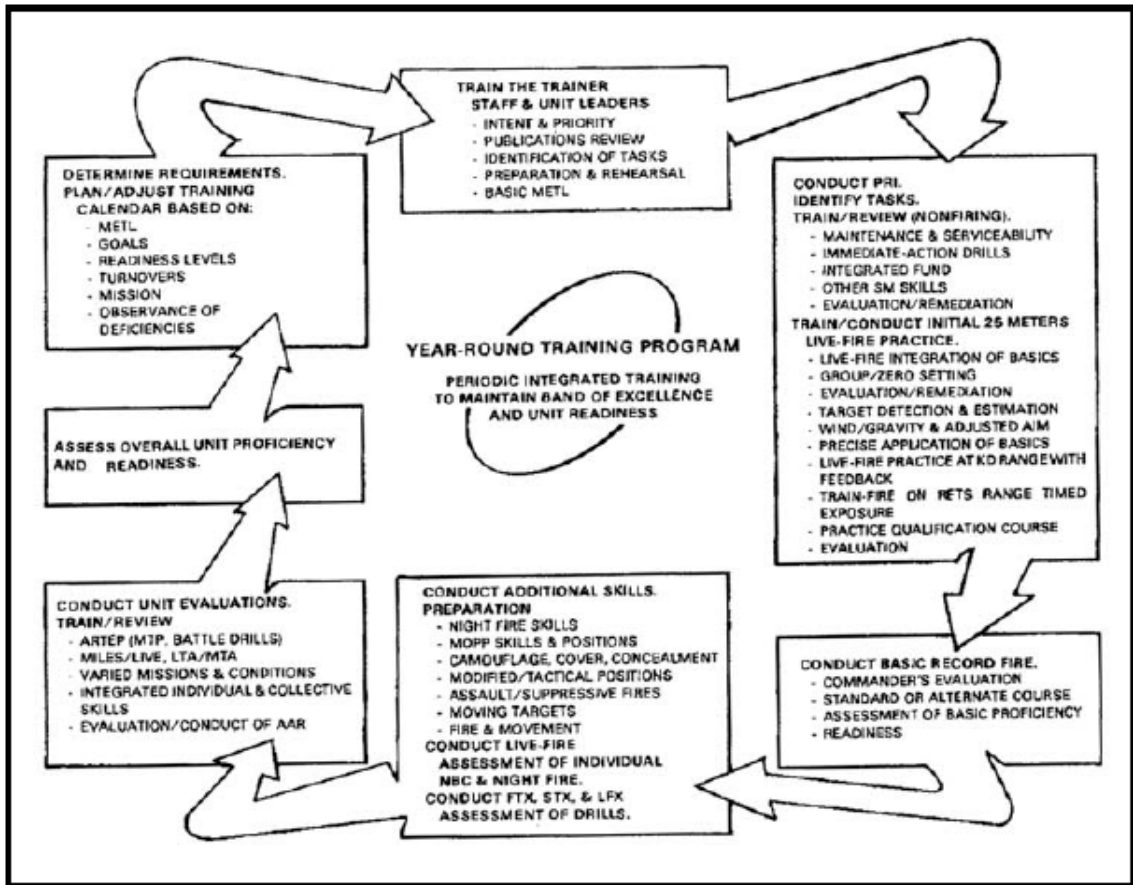 TRAIN THE TRAINER
STAFF & UNIT LEADERS
- INTENT & PRIORITY
- PUBLICATIONS REVIEW
- IDENTIFICATION OF TASKS
- PREPARATION & REHEARSAL
- BASIC METL
CONDUCT PRI.
IDENTIFY TASKS.
TRAIN/REVIEW (NONFIRING).
- MAINTENANCE & SERVICEABILITY
- IMMEDIATE-ACTION DRILLS
- INTEGRATED FUND
- OTHER SM SKILLS
- EVALUATION/REMEDIATION
TRAIN/CONDUCT INITIAL 25 METERS
LIVE-FIRE PRACTICE.
- LIVE-FIRE INTEGRATION OF BASICS
- GROUP/ZERO SETTING
- EVALUATION/REMEDIATION
- TARGET DETECTION & ESTIMATION
- WIND/GRAVITY & ADJUSTED AIM
- PRECISE APPLICATION OF BASICS
- LIVE-FIRE PRACTICE AT KD RANGE WITH
FEEDBACK
- TRAIN-FIRE ON RETS RANGE TIMED
EXPOSURE
- PRACTICE QUALIFICATION COURSE
- EVALUATION
CONDUCT BASIC RECORD FIRE.
- COMMANDER'S EVALUATION
- STANDARD OR ALTERNATE COURSE
- ASSESSMENT OF BASIC PROFICIENCY
- READINESS
CONDUCT ADDITIONAL SKILLS.
PREPARATION
- NIGHT FIRE SKILLS
- MOPP SKILLS & POSITIONS
- CAMOUFLAGE, COVER, CONCEALMENT
- MODIFIED/TACTICAL POSITIONS
- ASSAULT/SUPPRESSIVE FIRES
- MOVING TARGETS
- FIRE & MOVEMENT
CONDUCT LIVE-FIRE
ASSESSMENT OF INDIVIDUAL
NBC & NIGHT FIRE.
CONDUCT FTX, STX, & LFX
ASSESSMENT OF DRILLS.
CONDUCT UNIT EVALUATIONS.
TRAIN/REVIEW
- ARTEP (MTP, BATTLE DRILLS)
- MILES/LIVE, LTA/MTA
- VARIED MISSIONS & CONDITIONS
- INTEGRATED INDIVIDUAL & COLLECTIVE
SKILLS
- EVALUATION/CONDUCT OF AAR
ASSESS OVERALL UNIT PROFICIENCY
AND READINESS.
DETERMINE REQUIREMENTS.
PLAN/ADJUST TRAINING
CALENDAR BASED ON:
- METL
- GOALS
- READINESS LEVELS
- TURNOVERS
- MISSION
- OBSERVANCE OF
DEFICIENCIES
YEAR-ROUND TRAINING PROGRAM
PERIODIC INTEGRATED TRAINING
TO MAINTAIN BAND OF EXCELLENCE
AND UNIT READINESS